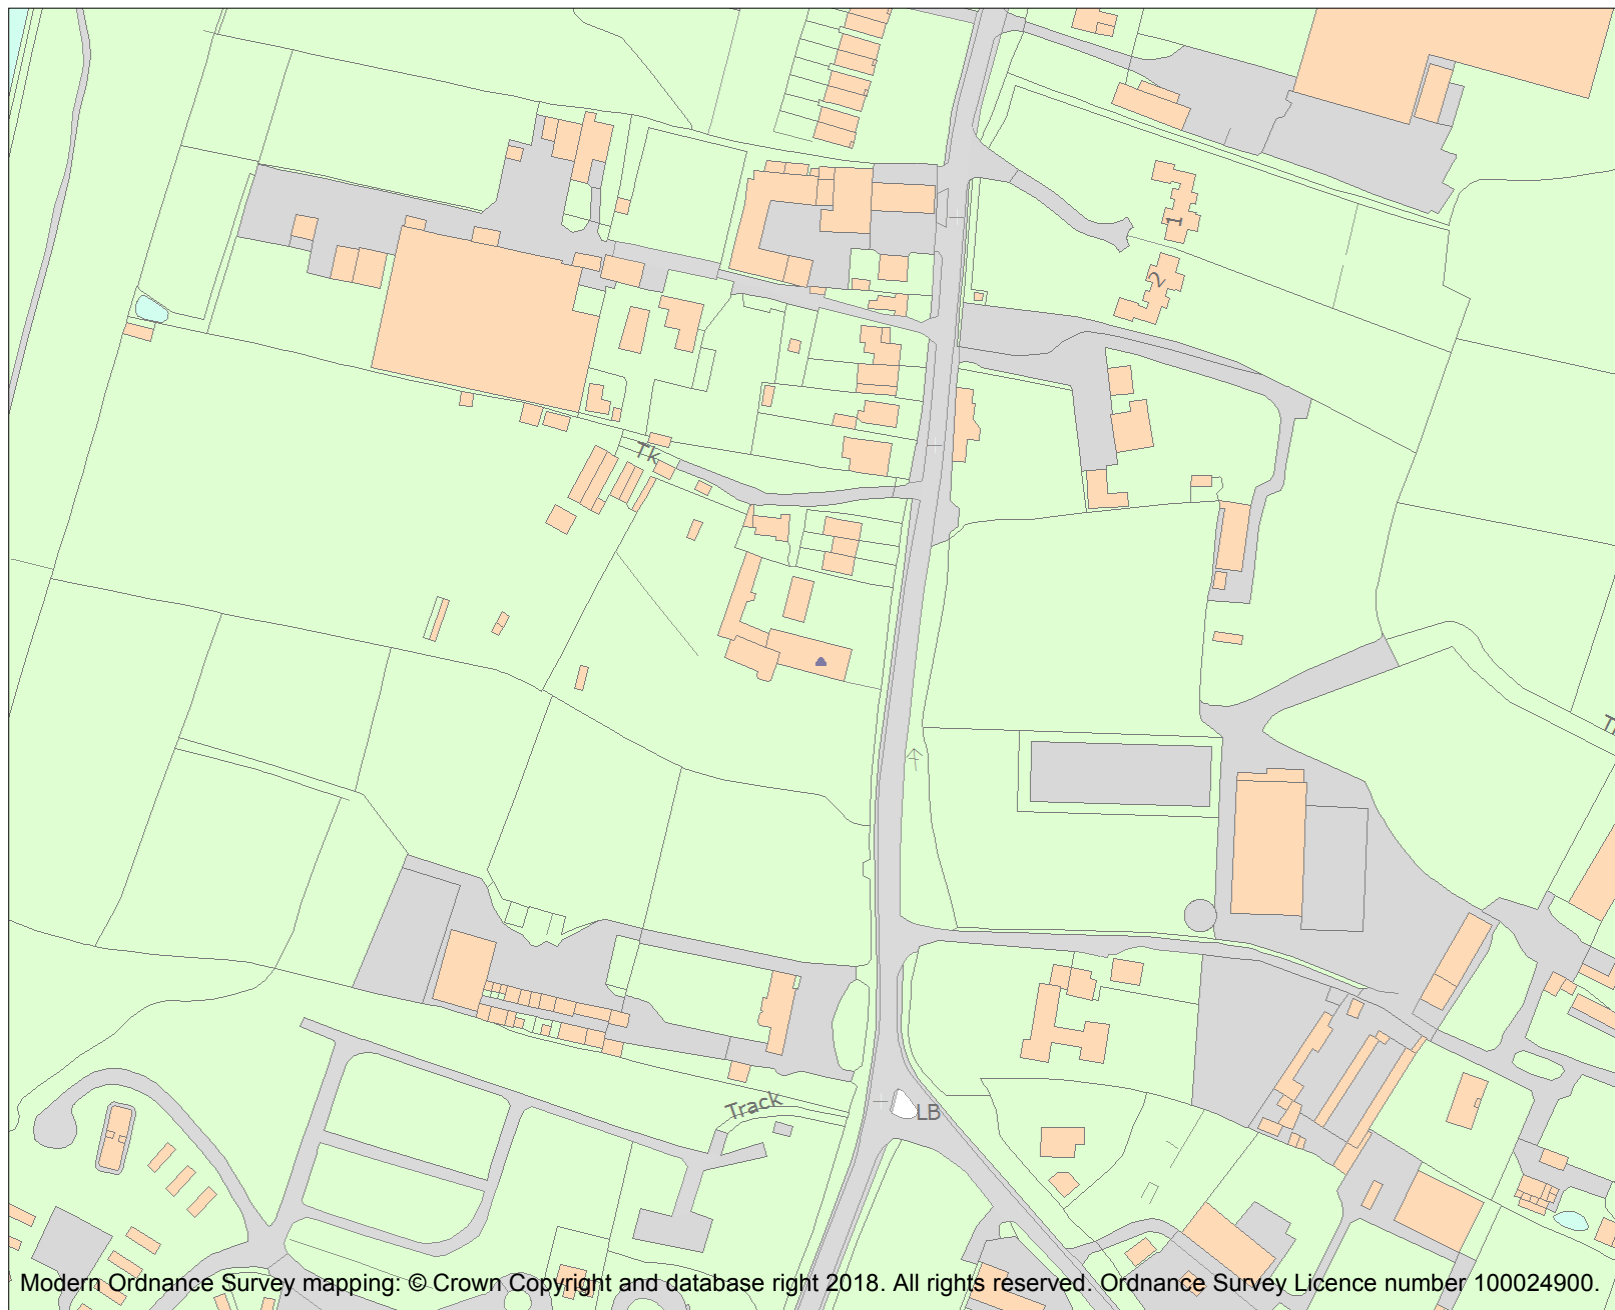 1
2
Tk
Track
LB
Modern Ordnance Survey mapping: © Crown Copyright and database right 2018. All rights reserved. Ordnance Survey Licence number 100024900.